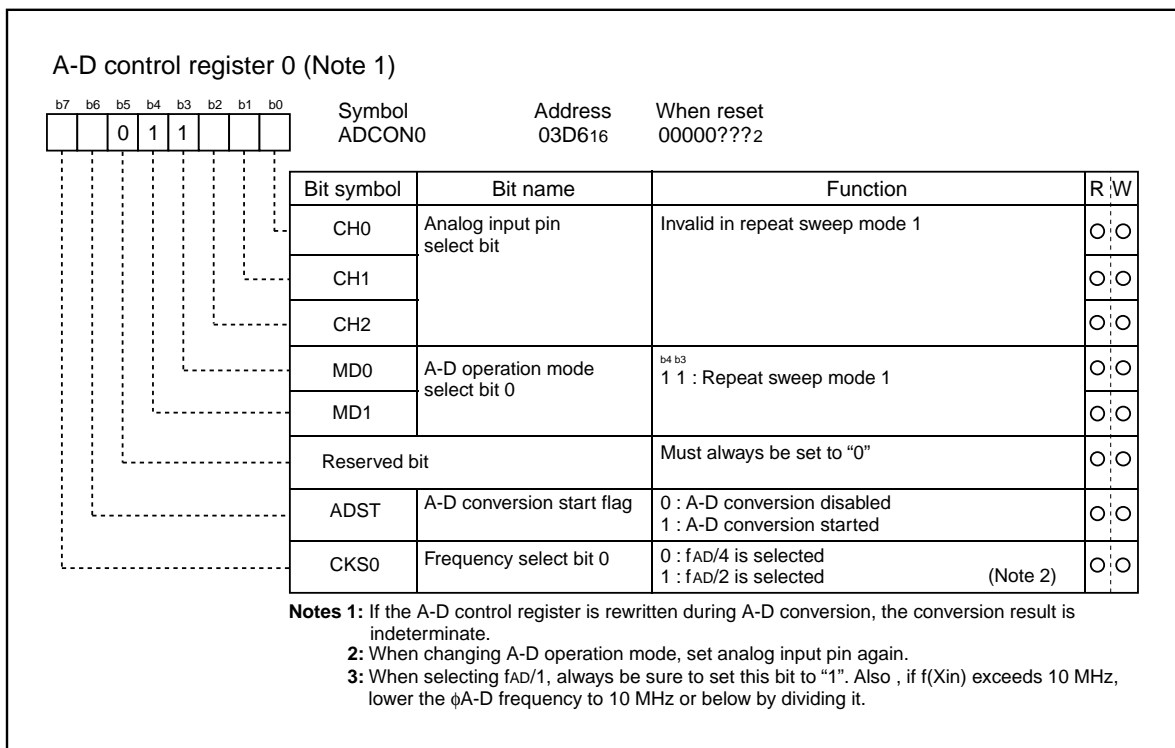 A-D control register 0 (Note 1)
b7 b6 b5 b4 b3 b2 b1 b0
0 1 1
Symbol Address When reset
ADCON0 03D616 00000???2
Bit symbol Bit name Function R W
CH0 Analog input pin select bit Invalid in repeat sweep mode 1
CH1
CH2
MD0 A-D operation mode select bit 0 b4 b3
1 1 : Repeat sweep mode 1
MD1
Reserved bit Must always be set to “0”
ADST A-D conversion start flag 0 : A-D conversion disabled
1 : A-D conversion started
CKS0 Frequency select bit 0 0 : fAD/4 is selected
1 : fAD/2 is selected (Note 2)
Notes 1: If the A-D control register is rewritten during A-D conversion, the conversion result is
indeterminate.
2: When changing A-D operation mode, set analog input pin again.
3: When selecting fAD/1, always be sure to set this bit to “1”. Also , if f(Xin) exceeds 10 MHz,
lower the ϕA-D frequency to 10 MHz or below by dividing it.